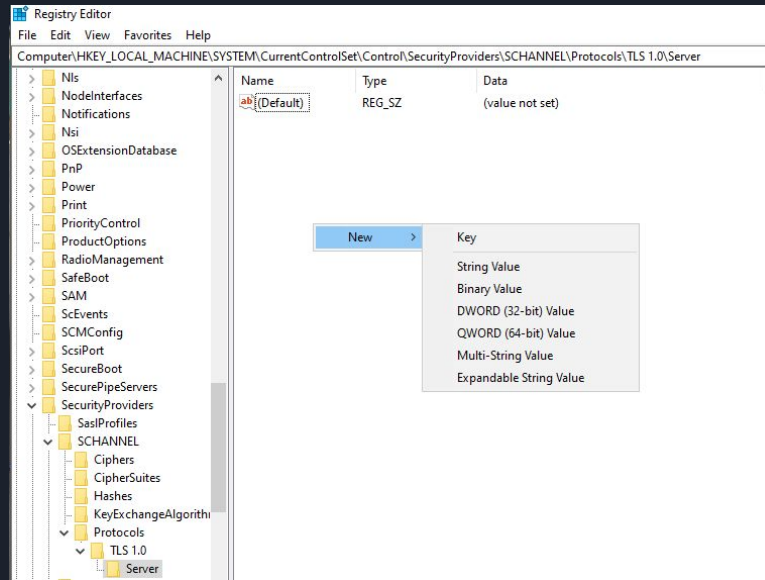 Registry Editor
File Edit View Favorites Help
Computer\HKEY_LOCAL_MACHINE\SYSTEM\CurrentControlSet\Control\SecurityProviders\SCHANNEL\Protocols\TLS 1.0\Server
Nls
NodeInterfaces
Notifications
Nsi
OSExtensionDatabase
PnP
Power
Print
PriorityControl
ProductOptions
RadioManagement
SafeBoot
SAM
ScEvents
SCMConfig
ScsiPort
SecureBoot
SecurePipeServers
SecurityProviders
SaslProfiles
SCHANNEL
Ciphers
CipherSuites
Hashes
KeyExchangeAlgorith
Protocols
TLS 1.0
Server
Name Type Data
ab (Default) REG_SZ (value not set)
New
Key
String Value
Binary Value
DWORD (32-bit) Value
QWORD (64-bit) Value
Multi-String Value
Expandable String Value